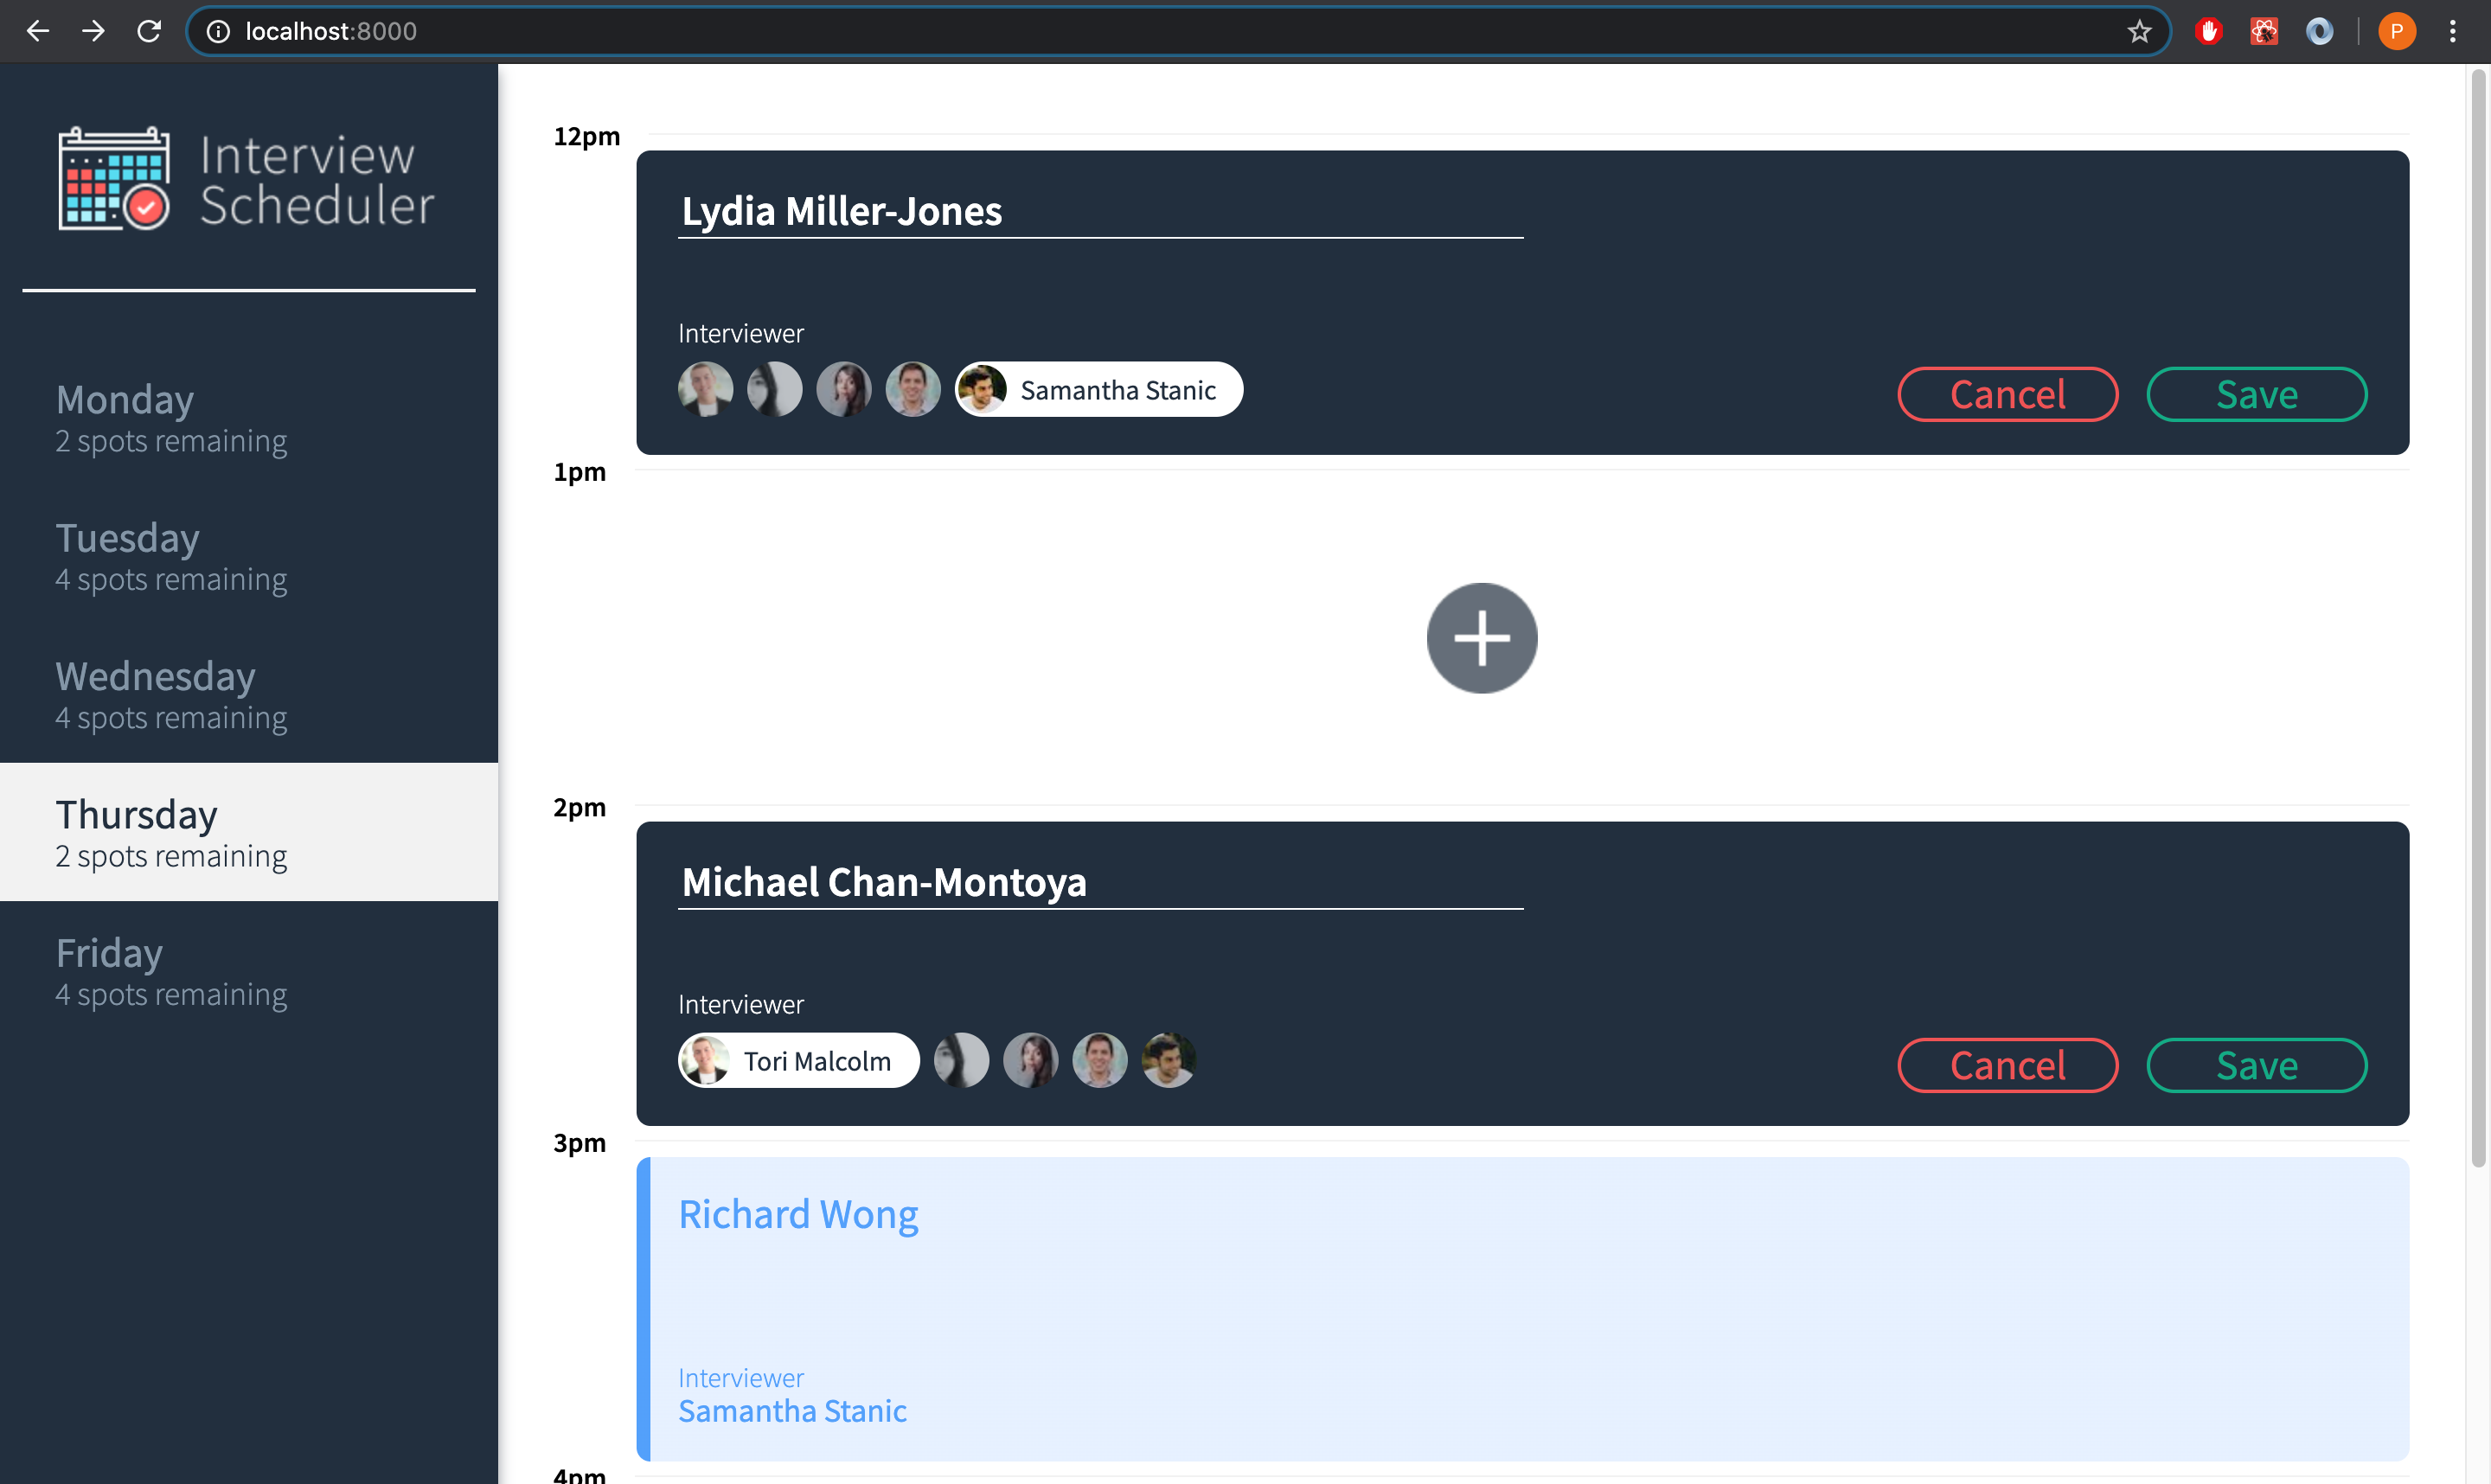 localhost:8000
P
Interview
Scheduler
Monday
2 spots remaining
Tuesday
4 spots remaining
Wednesday
4 spots remaining
Thursday
2 spots remaining
Friday
4 spots remaining
12pm
Lydia Miller-Jones
Interviewer
Samantha Stanic
Cancel
Save
1pm
2pm
Michael Chan-Montoya
Interviewer
Tori Malcolm
Cancel
Save
3pm
Richard Wong
Interviewer
Samantha Stanic
4pm